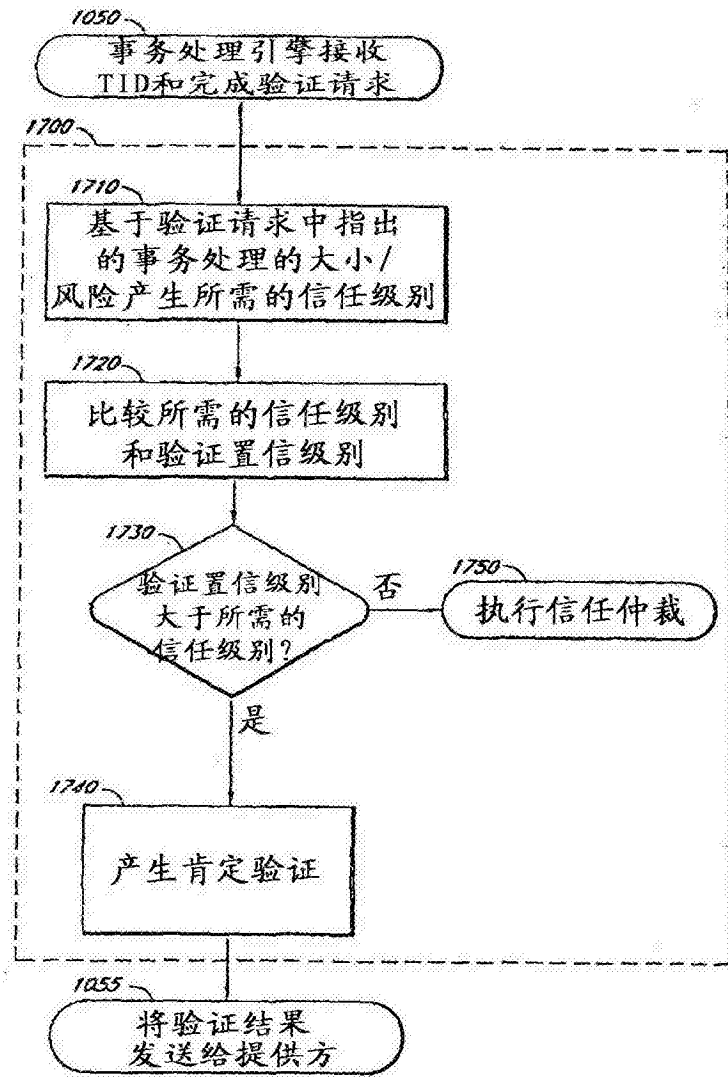 1050
事务处理引擎接收
TID和完成验证请求
1700
1710
基于验证请求中指出
的事务处理的大小/
风险产生所需的信任级别
1720
比较所需的信任级别
和验证置信级别
1730
验证置信级别
大于所需的
信任级别?
否
1750
执行信任仲裁
是
1740
产生肯定验证
1055
将验证结果
发送给提供方